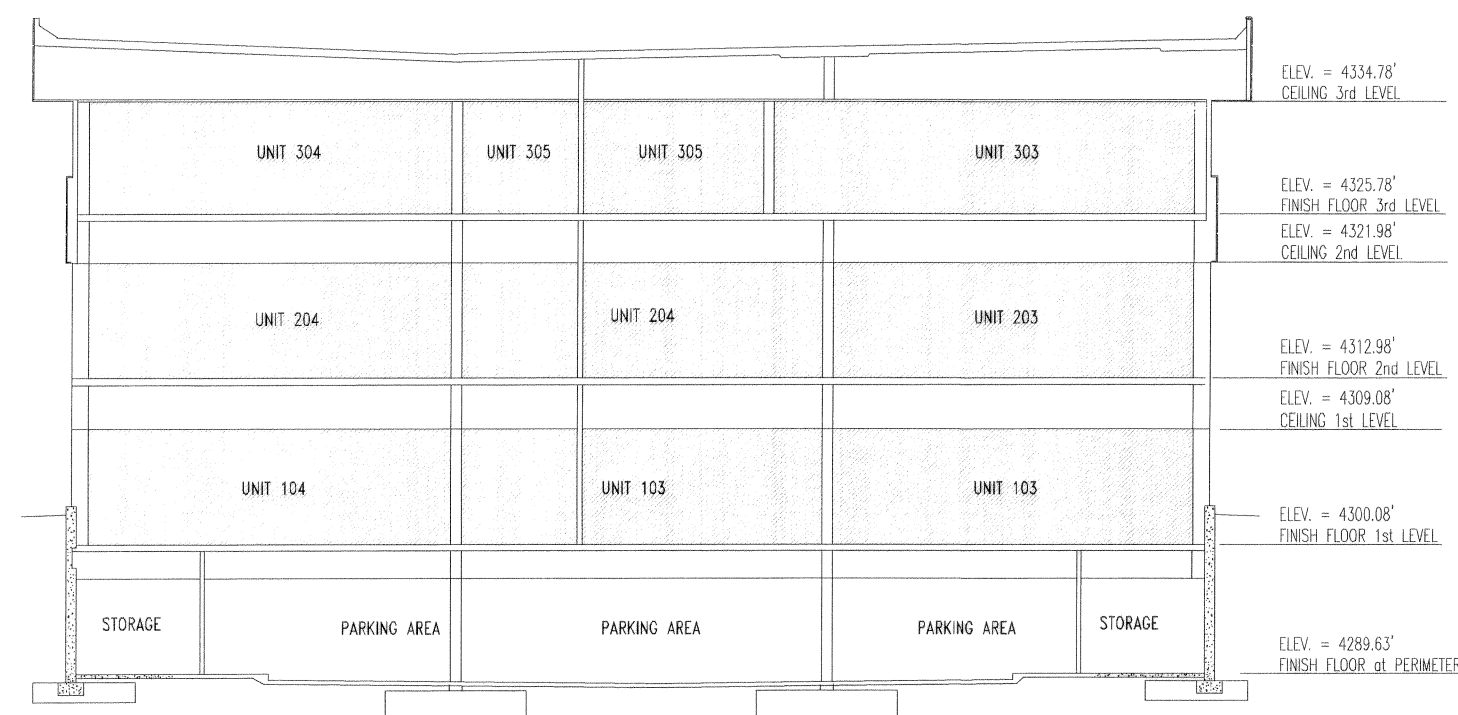 ELEV. = 4334.78'
CEILING 3rd LEVEL
UNIT 304
UNIT 305
UNIT 305
UNIT 303
ELEV. = 4325.78'
FINISH FLOOR 3rd LEVEL
ELEV. = 4321.98'
CEILING 2nd LEVEL
UNIT 204
UNIT 204
UNIT 203
ELEV. = 4312.98'
FINISH FLOOR 2nd LEVEL
ELEV. = 4309.08'
CEILING 1st LEVEL
UNIT 104
UNIT 103
UNIT 103
ELEV. = 4300.08'
FINISH FLOOR 1st LEVEL
STORAGE
PARKING AREA
PARKING AREA
PARKING AREA
STORAGE
ELEV. = 4289.63'
FINISH FLOOR at PERIMETER